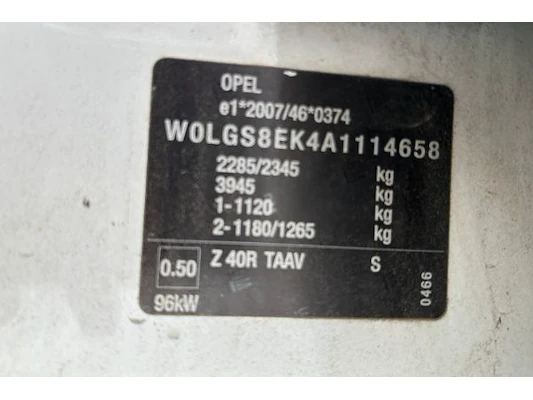 OPEL
e1*2007/46*0374
W0LGS8EK4A1114658
2285/2345 kg
3945 kg
1-1120 kg
2-1180/1265 kg
0.50 Z 40R TAAV S
96kW
0466